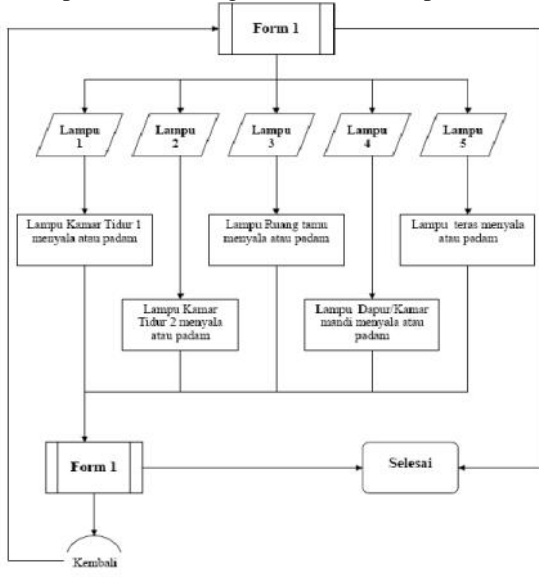 Form 1
Lampu
1
Lampu
2
Lampu
3
Lampu
4
Lampu
5
Lampu Kamar Tidur 1
menyala atau padam
Lampu Ruang tamu
menyala atau padam
Lampu teras menyala
atau padam
Lampu Kamar
Tidur 2 menyala
atau padam
Lampu Dapur/Kamar
mandi menyala atau
padam
Form 1
Selesai
Kembali